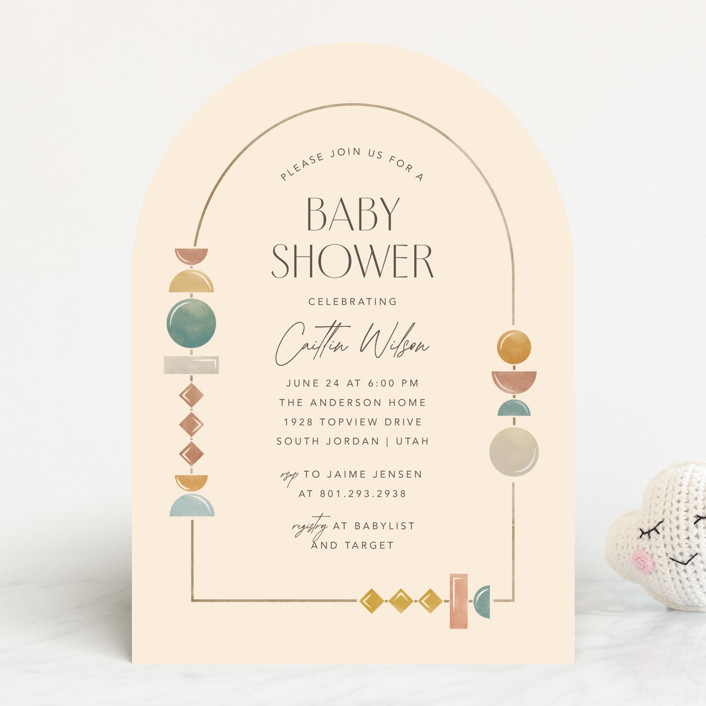 PLEASE JOIN US FOR A
BABY
SHOWER
CELEBRATING
Caitlin Wilson
JUNE 24 AT 6:00 PM
THE ANDERSON HOME
1928 TOPVIEW DRIVE
SOUTH JORDAN | UTAH
rsvp TO JAIME JENSEN
AT 801.293.2938
registry AT BABYLIST
AND TARGET